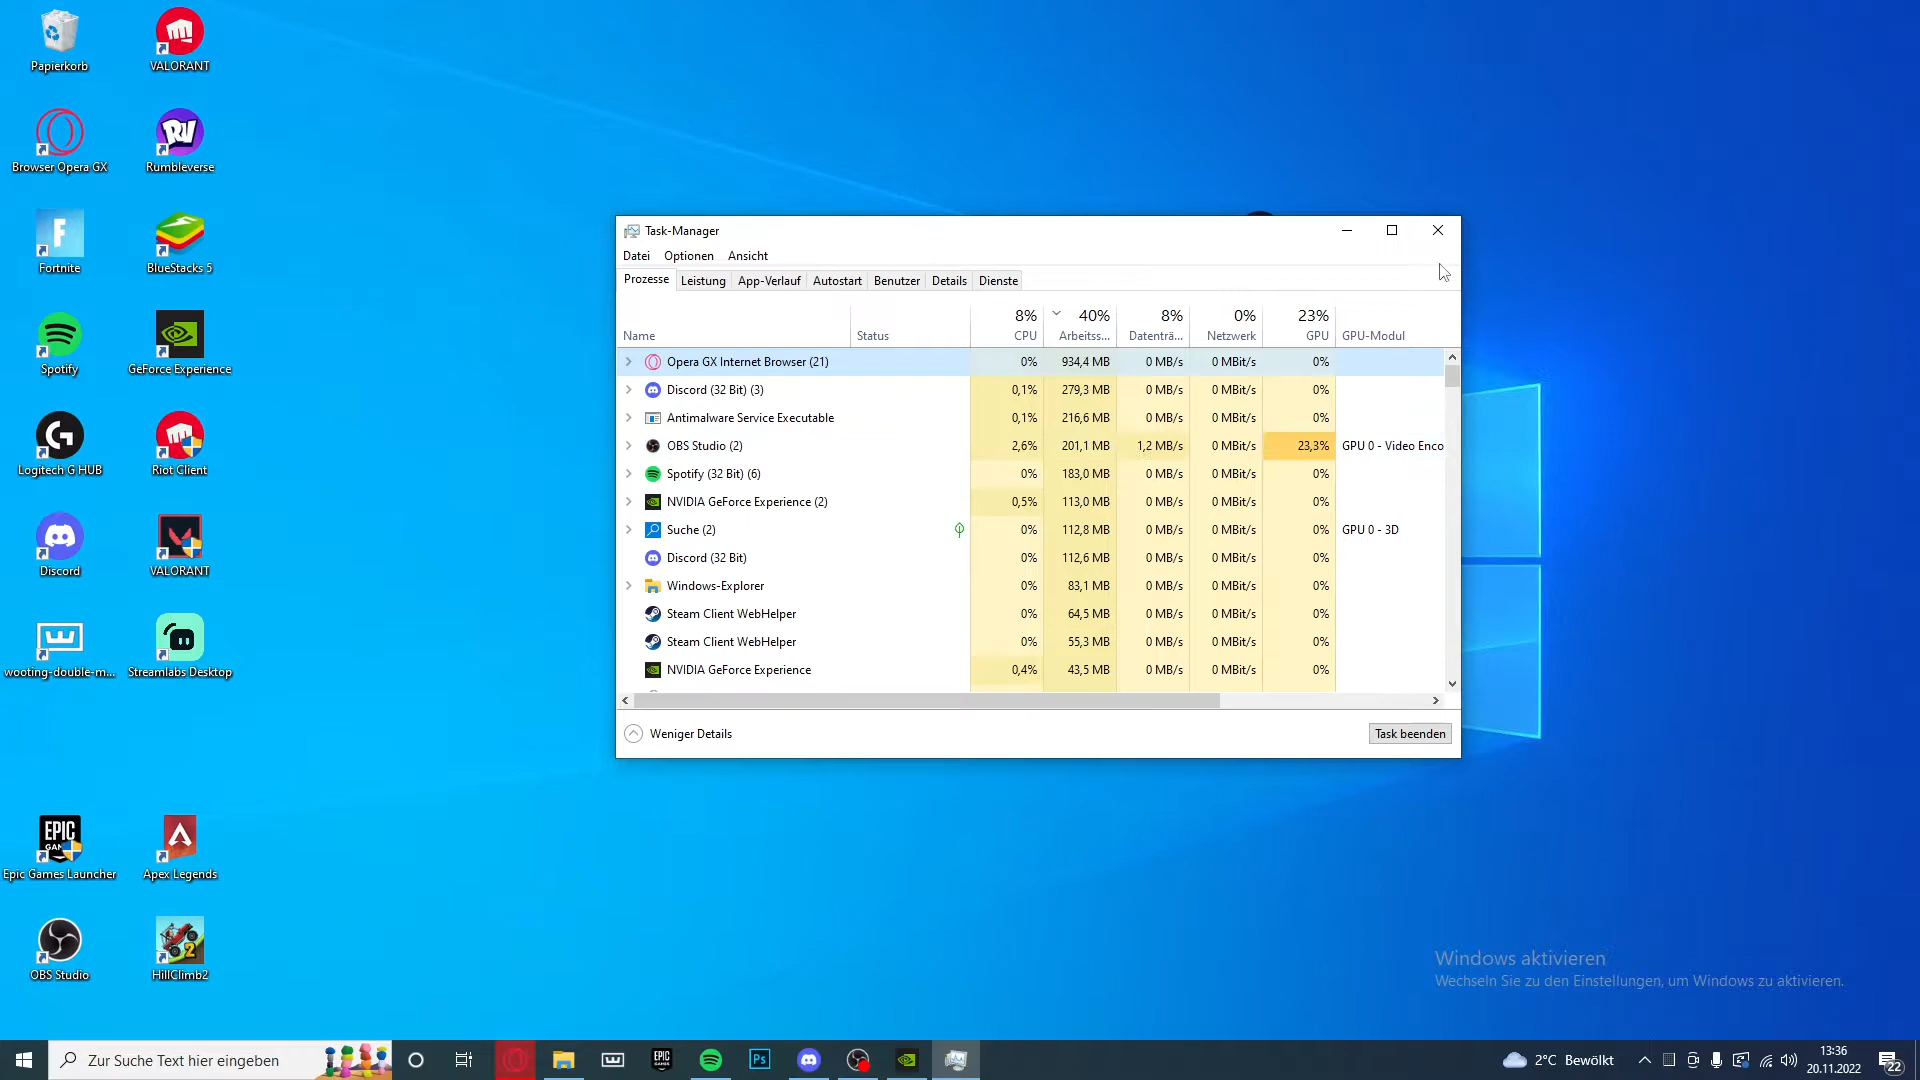 Papierkorb
VALORANT
Browser Opera GX
Rumbleverse
Fortnite
BlueStacks 5
Spotify
GeForce Experience
Logitech G HUB
Riot Client
Discord
VALORANT
wooting-double-m...
Streamlabs Desktop
EPIC
Epic Games Launcher
Apex Legends
OBS Studio
HillClimb2
Task-Manager
Datei Optionen Ansicht
Prozesse Leistung App-Verlauf Autostart Benutzer Details Dienste
8% 40% 8% 0% 23%
Name Status CPU Arbeitss... Datenträ... Netzwerk GPU GPU-Modul
Opera GX Internet Browser (21) 0% 934,4 MB 0 MB/s 0 MBit/s 0%
Discord (32 Bit) (3) 0,1% 279,3 MB 0 MB/s 0 MBit/s 0%
Antimalware Service Executable 0,1% 216,6 MB 0 MB/s 0 MBit/s 0%
OBS Studio (2) 2,6% 201,1 MB 1,2 MB/s 0 MBit/s 23,3% GPU 0 - Video Enco
Spotify (32 Bit) (6) 0% 183,0 MB 0 MB/s 0 MBit/s 0%
NVIDIA GeForce Experience (2) 0,5% 113,0 MB 0 MB/s 0 MBit/s 0%
Suche (2) 0% 112,8 MB 0 MB/s 0 MBit/s 0% GPU 0 - 3D
Discord (32 Bit) 0% 112,6 MB 0 MB/s 0 MBit/s 0%
Windows-Explorer 0% 83,1 MB 0 MB/s 0 MBit/s 0%
Steam Client WebHelper 0% 64,5 MB 0 MB/s 0 MBit/s 0%
Steam Client WebHelper 0% 55,3 MB 0 MB/s 0 MBit/s 0%
NVIDIA GeForce Experience 0,4% 43,5 MB 0 MB/s 0 MBit/s 0%
Weniger Details
Task beenden
Windows aktivieren
Wechseln Sie zu den Einstellungen, um Windows zu aktivieren.
Zur Suche Text hier eingeben
EPIC
Ps
2°C Bewölkt
13:36
20.11.2022
22